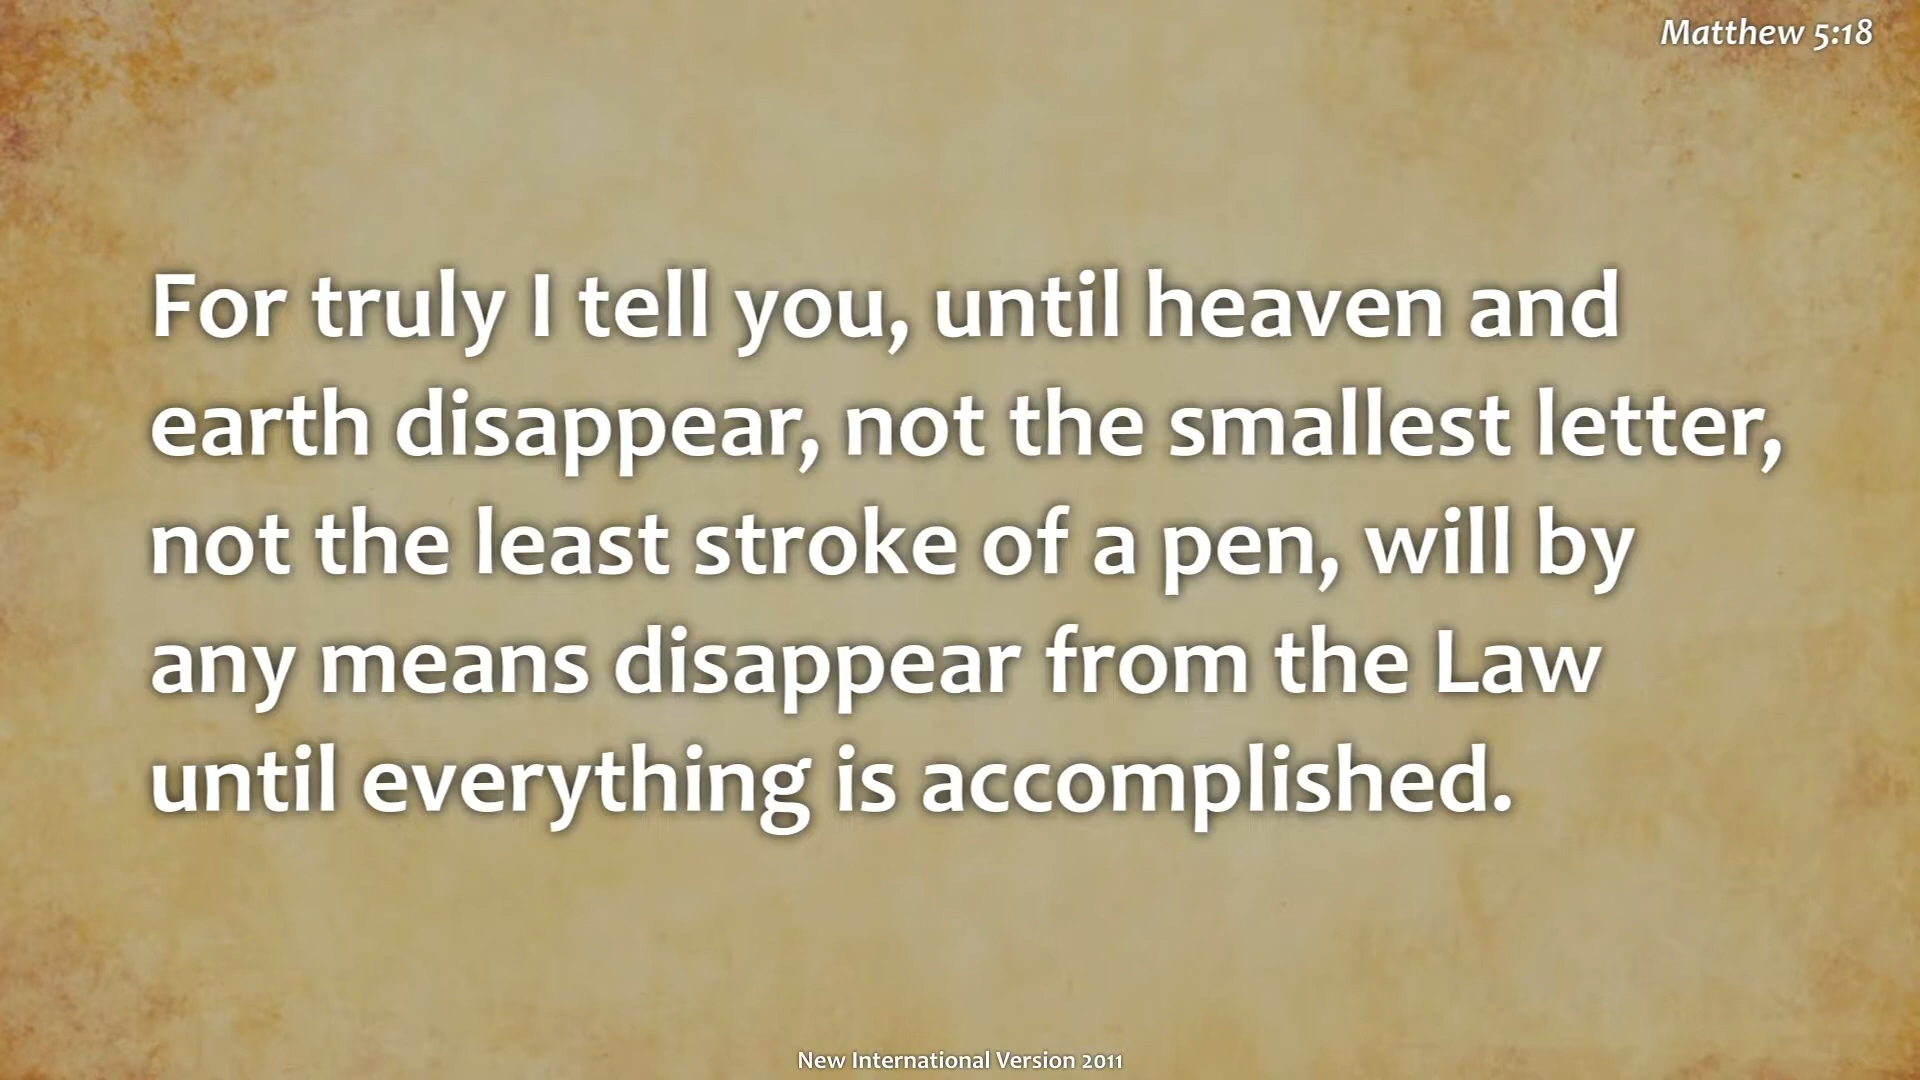 Matthew 5:18
For truly I tell you, until heaven and
earth disappear, not the smallest letter,
not the least stroke of a pen, will by
any means disappear from the Law
until everything is accomplished.
New International Version 2011